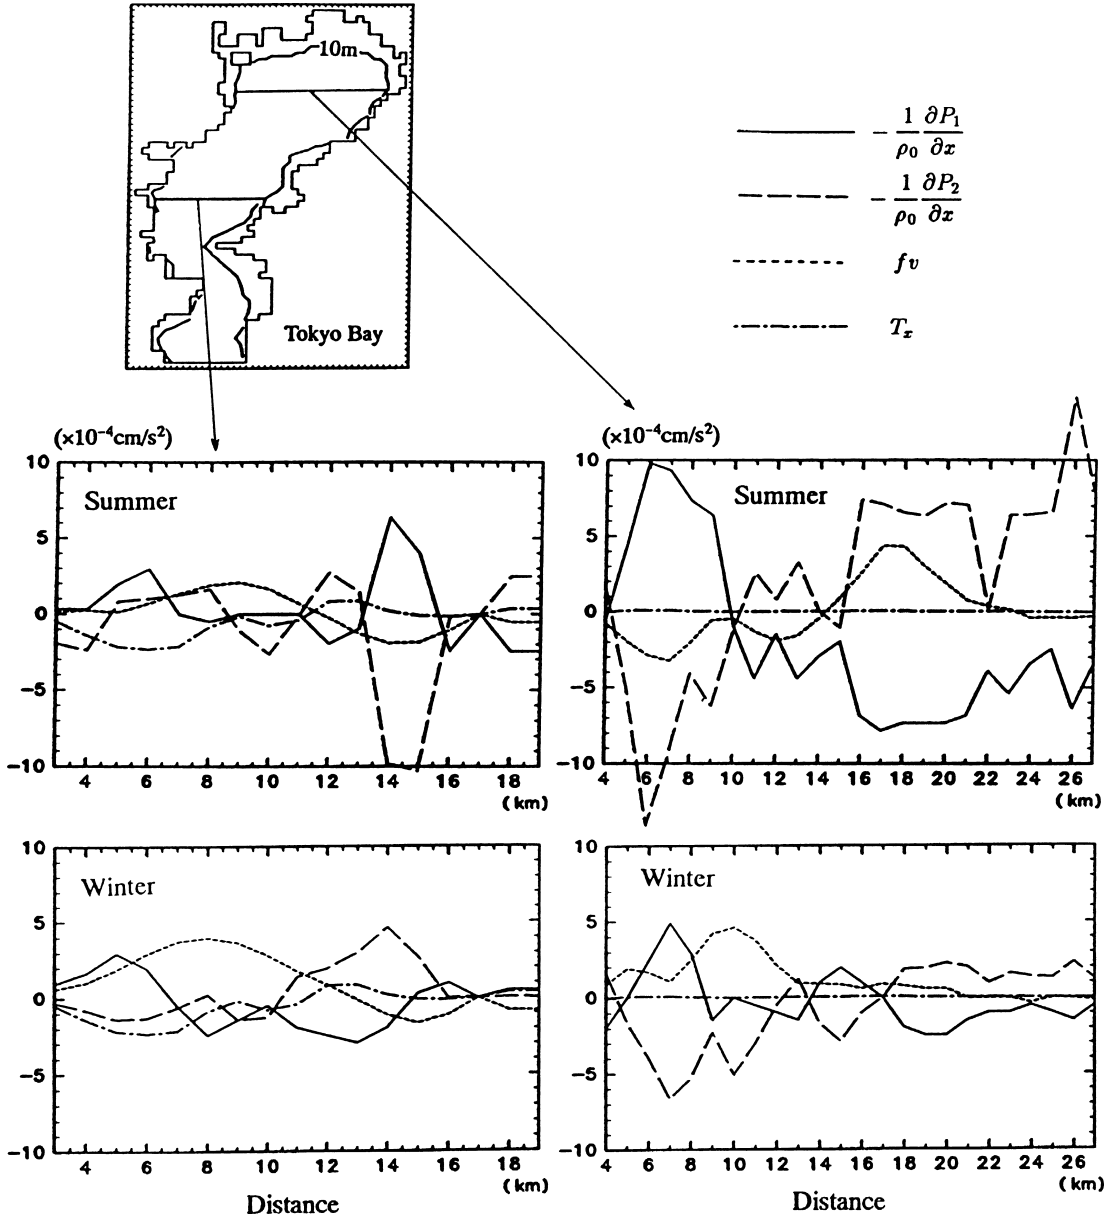 10m
Tokyo Bay
− 1/ρ₀ ∂P₁/∂x
− 1/ρ₀ ∂P₂/∂x
fv
Tₓ
(×10⁻⁴cm/s²)
10
5
0
−5
−10
Summer
4 6 8 10 12 14 16 18
(km)
(×10⁻⁴cm/s²)
10
5
0
−5
−10
Summer
4 6 8 10 12 14 16 18 20 22 24 26
(km)
10
5
0
−5
−10
Winter
4 6 8 10 12 14 16 18
(km)
Distance
10
5
0
−5
−10
Winter
4 6 8 10 12 14 16 18 20 22 24 26
(km)
Distance